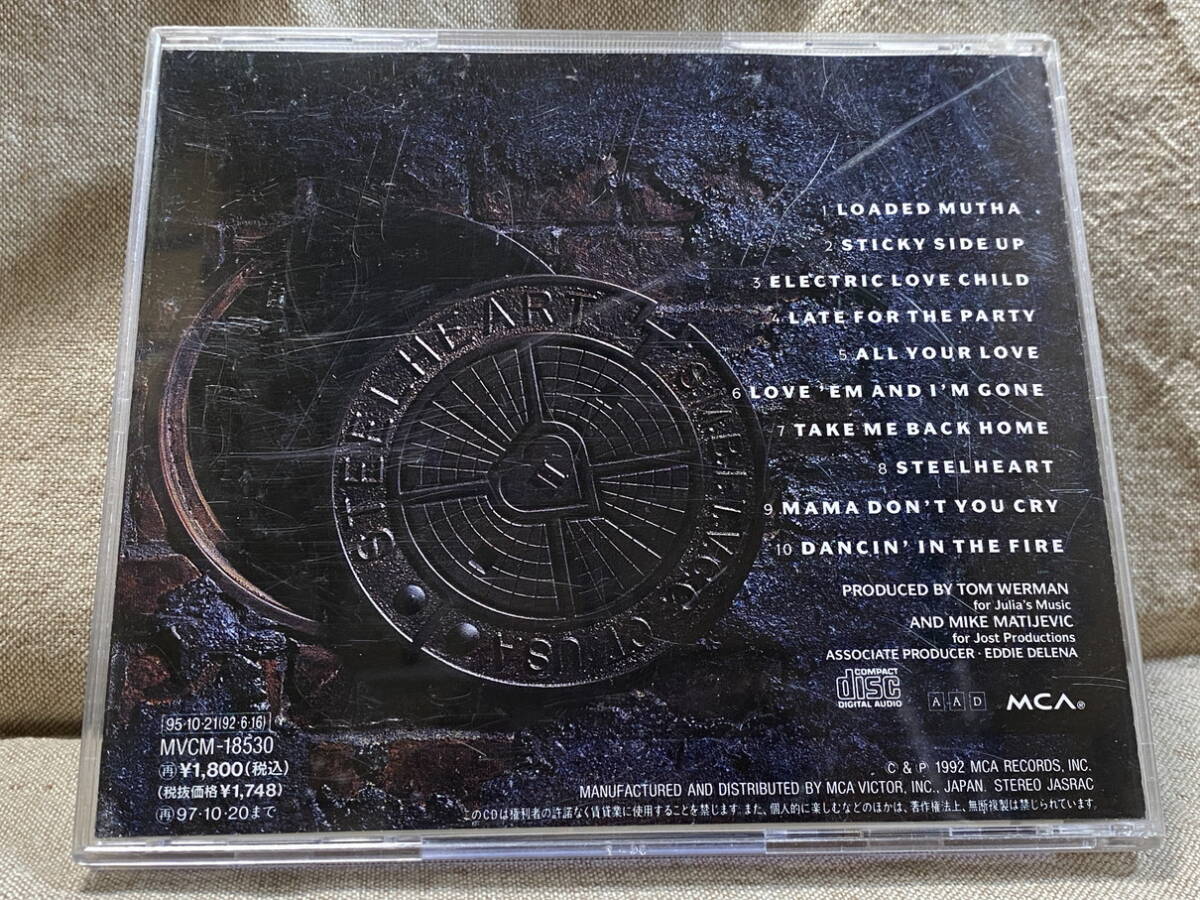 1 LOADED MUTHA
2 STICKY SIDE UP
3 ELECTRIC LOVE CHILD
4 LATE FOR THE PARTY
5 ALL YOUR LOVE
6 LOVE 'EM AND I'M GONE
7 TAKE ME BACK HOME
8 STEELHEART
9 MAMA DON'T YOU CRY
10 DANCIN' IN THE FIRE
STEELHEART
CT USA
II
PRODUCED BY TOM WERMAN
for Julia's Music
AND MIKE MATIJEVIC
for Jost Productions
ASSOCIATE PRODUCER · EDDIE DELENA
COMPACT
disc
DIGITAL AUDIO
A A D
MCA®
95·10·21(92·6·16)
MVCM-18530
再 ¥1,800(税込)
(税抜価格 ¥1,748)
再 97·10·20まで
© & ℗ 1992 MCA RECORDS, INC.
MANUFACTURED AND DISTRIBUTED BY MCA VICTOR, INC., JAPAN. STEREO JASRAC
このCDは権利者の許諾なく賃貸業に使用することを禁じます。また、個人的に楽しむなどのほかは、著作権法上、無断複製は禁じられています。